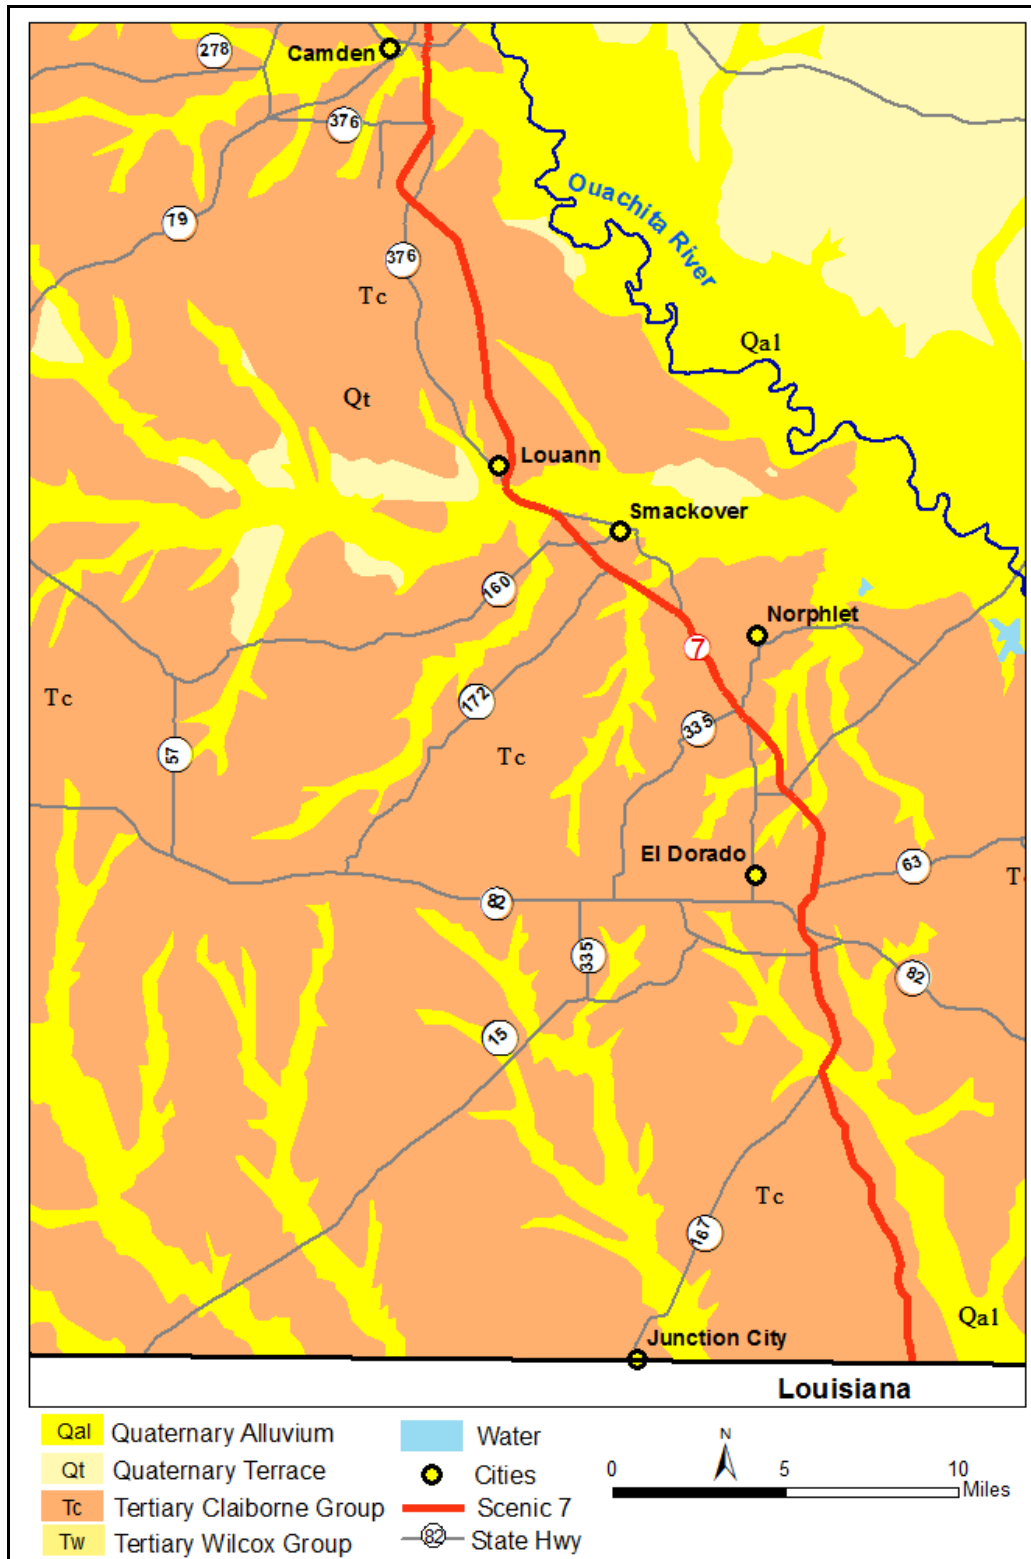 278
Camden
376
79
Ouachita River
376
Tc
Qal
Qt
Louann
Smackover
160
Norphlet
7
Tc
172
335
57
Tc
El Dorado
63
T
82
335
82
15
Tc
167
Qal
Junction City
Louisiana
Qal Quaternary Alluvium
Qt Quaternary Terrace
Tc Tertiary Claiborne Group
Tw Tertiary Wilcox Group
Water
Cities
Scenic 7
82 State Hwy
N
0 5 10
Miles